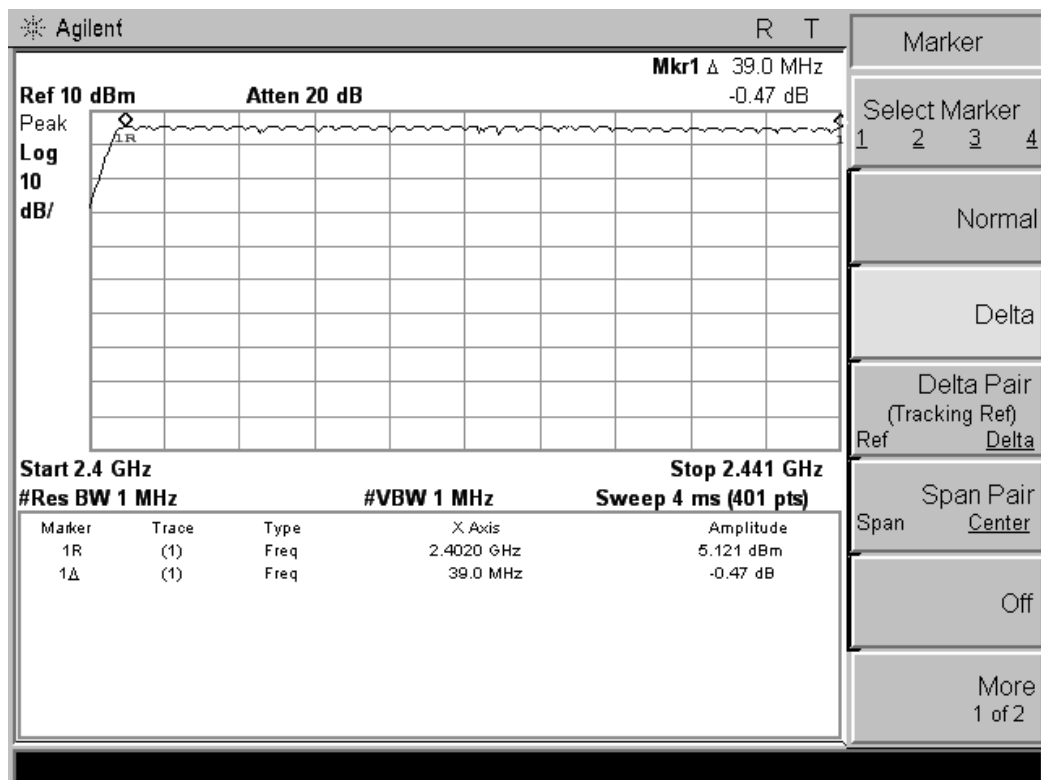 Agilent R T
Mkr1 Δ 39.0 MHz
Ref 10 dBm Atten 20 dB -0.47 dB
Peak
Log
10
dB/
1R
1
Start 2.4 GHz Stop 2.441 GHz
#Res BW 1 MHz #VBW 1 MHz Sweep 4 ms (401 pts)
Marker Trace Type X Axis Amplitude
1R (1) Freq 2.4020 GHz 5.121 dBm
1Δ (1) Freq 39.0 MHz -0.47 dB
Marker
Select Marker
1 2 3 4
Normal
Delta
Delta Pair
(Tracking Ref)
Ref Delta
Span Pair
Span Center
Off
More
1 of 2